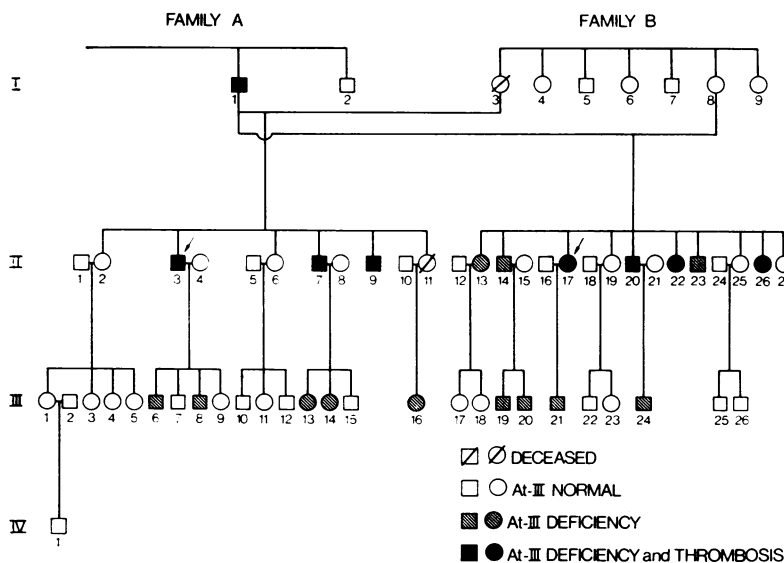 FAMILY A FAMILY B
I
1 2 3 4 5 6 7 8 9
II
1 2 3 4 5 6 7 8 9 10 11 12 13 14 15 16 17 18 19 20 21 22 23 24 25 26
III
1 2 3 4 5 6 7 8 9 10 11 12 13 14 15 16 17 18 19 20 21 22 23 24 25 26
DECEASED
At-III NORMAL
IV
1
At-III DEFICIENCY
At-III DEFICIENCY and THROMBOSIS